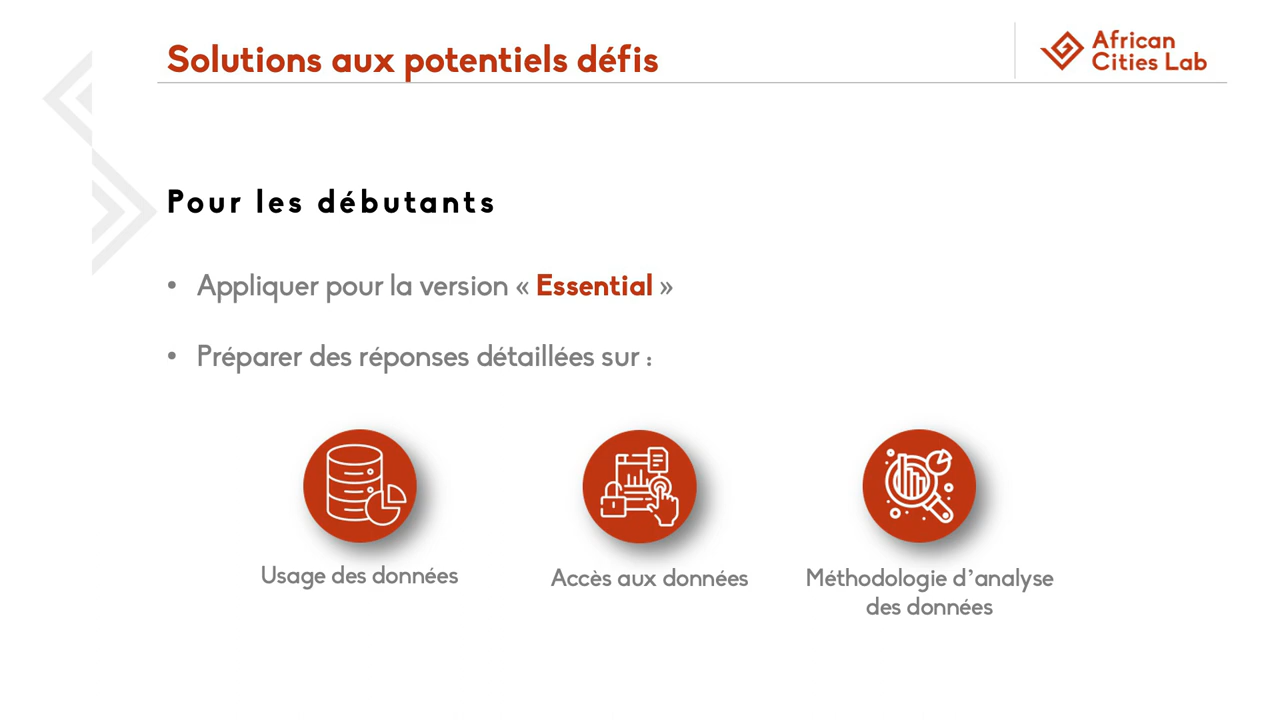 Solutions aux potentiels défis
African
Cities Lab
Pour les débutants
• Appliquer pour la version « Essential »
• Préparer des réponses détaillées sur :
Usage des données
Accès aux données
Méthodologie d’analyse
des données